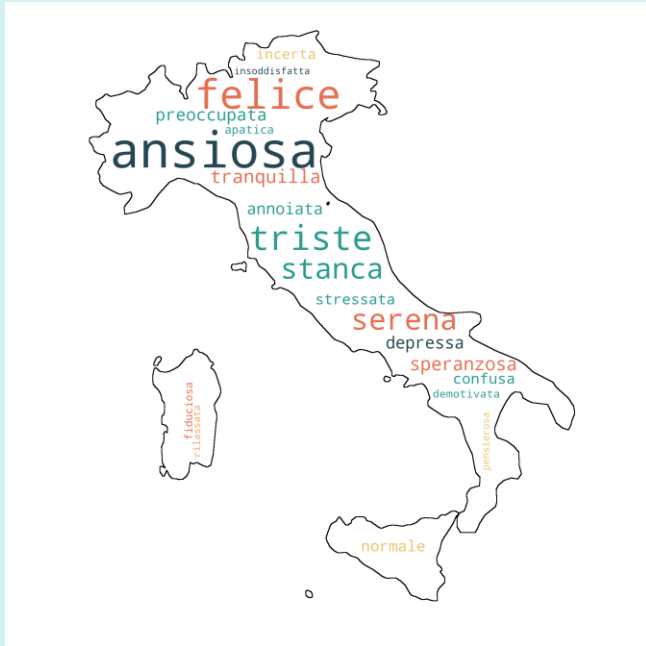 incerta
insoddisfatta
felice
preoccupata
apatica
ansiosa
tranquilla
annoiata
triste
stanca
stressata
serena
depressa
speranzosa
confusa
demotivata
fiduciosa
rilassata
pensierosa
normale